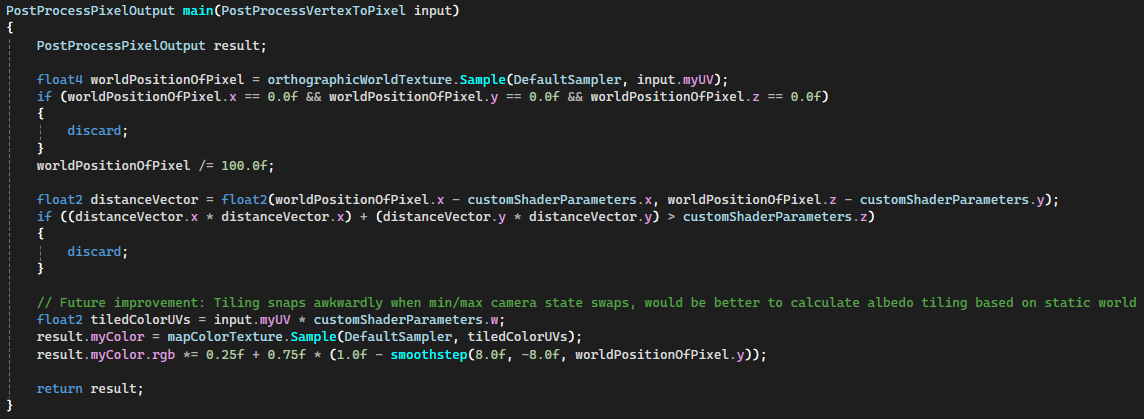 PostProcessPixelOutput main(PostProcessVertexToPixel input)
{
    PostProcessPixelOutput result;

    float4 worldPositionOfPixel = orthographicWorldTexture.Sample(DefaultSampler, input.myUV);
    if (worldPositionOfPixel.x == 0.0f && worldPositionOfPixel.y == 0.0f && worldPositionOfPixel.z == 0.0f)
    {
        discard;
    }
    worldPositionOfPixel /= 100.0f;

    float2 distanceVector = float2(worldPositionOfPixel.x - customShaderParameters.x, worldPositionOfPixel.z - customShaderParameters.y);
    if ((distanceVector.x * distanceVector.x) + (distanceVector.y * distanceVector.y) > customShaderParameters.z)
    {
        discard;
    }

    // Future improvement: Tiling snaps awkwardly when min/max camera state swaps, would be better to calculate albedo tiling based on static world
    float2 tiledColorUVs = input.myUV * customShaderParameters.w;
    result.myColor = mapColorTexture.Sample(DefaultSampler, tiledColorUVs);
    result.myColor.rgb *= 0.25f + 0.75f * (1.0f - smoothstep(8.0f, -8.0f, worldPositionOfPixel.y));

    return result;
}